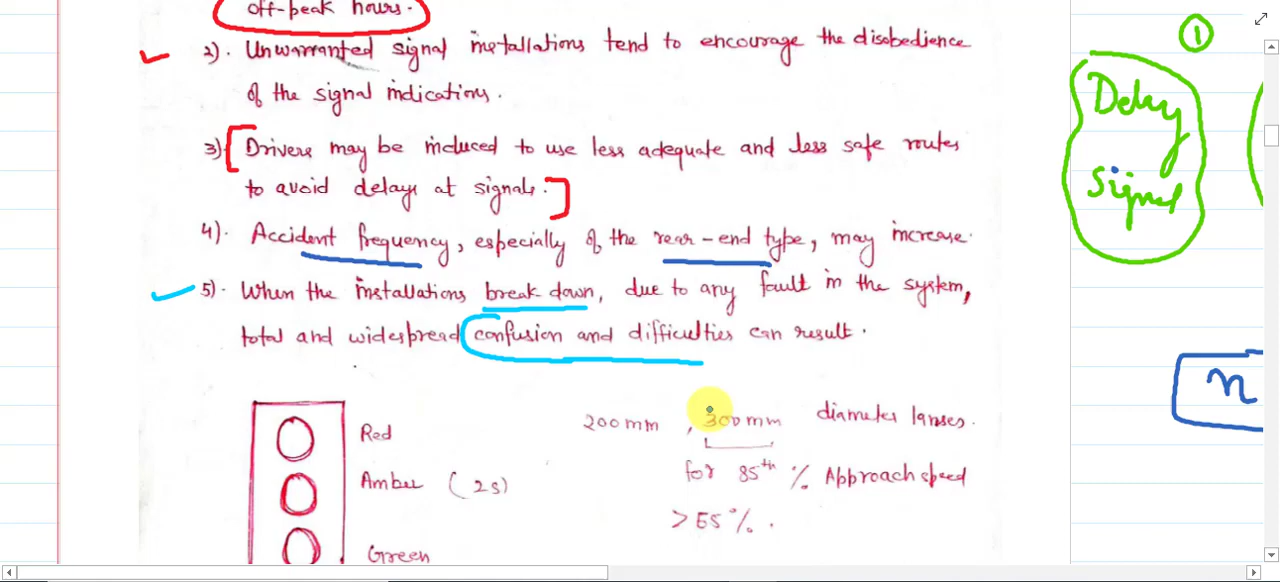 off-peak hours.
2). Unwarranted signal installations tend to encourage the disobedience
of the signal indications.
3) Drivers may be induced to use less adequate and less safe routes
to avoid delays at signals.
4). Accident frequency, especially of the rear-end type, may increase.
5). When the installations break down, due to any fault in the system,
total and widespread confusion and difficulties can result.
Red
Amber (2s)
Green
200mm, 300mm diameter lanses.
for 85th % Approach speed
> 65%.
1
Delay
Signal
n